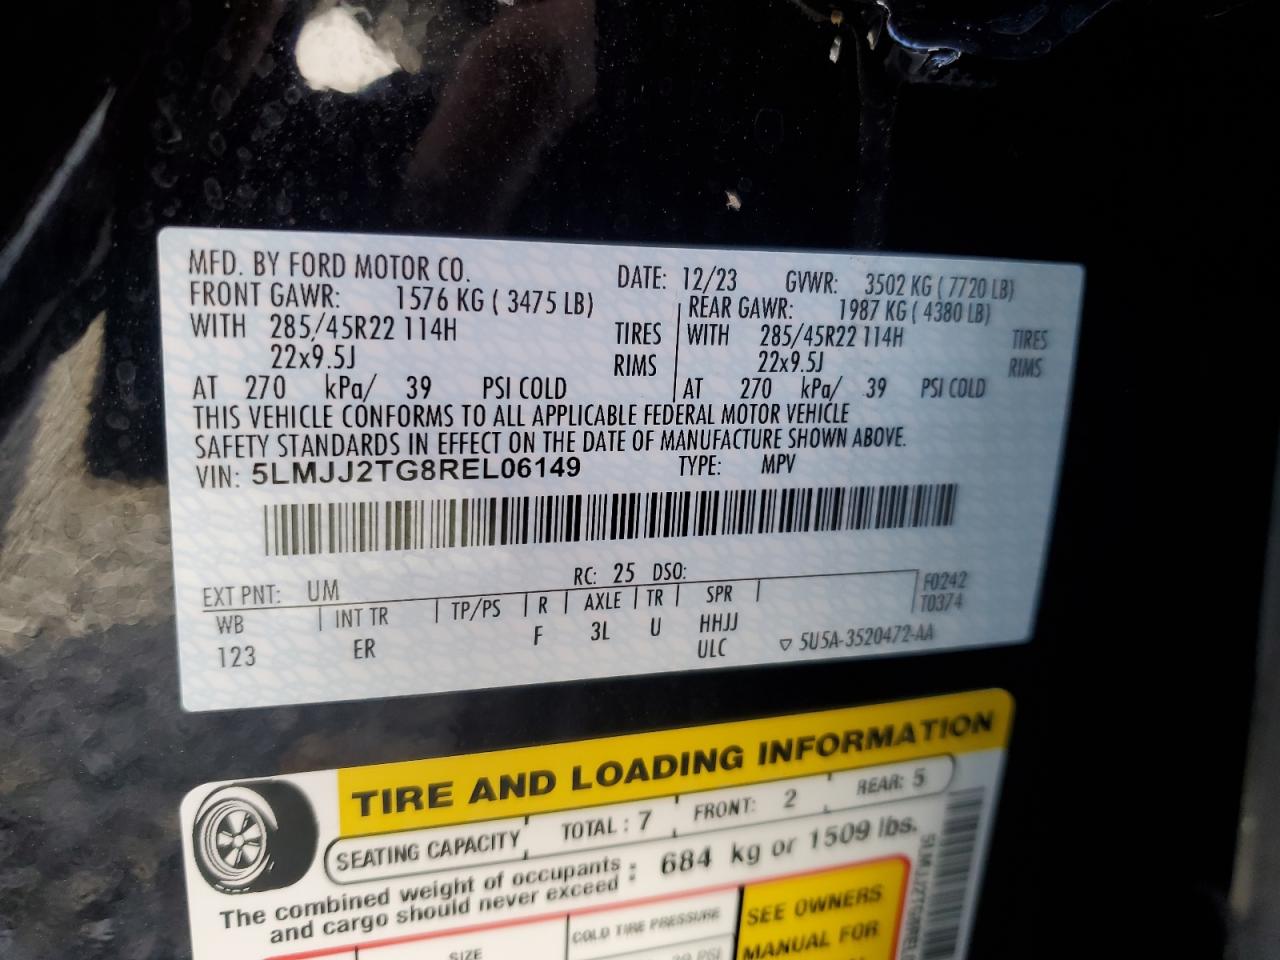 MFD. BY FORD MOTOR CO. DATE: 12/23 GVWR: 3502 KG ( 7720 LB)
FRONT GAWR: 1576 KG ( 3475 LB) REAR GAWR: 1987 KG ( 4380 LB)
WITH 285/45R22 114H TIRES WITH 285/45R22 114H TIRES
22x9.5J RIMS 22x9.5J RIMS
AT 270 kPa/ 39 PSI COLD AT 270 kPa/ 39 PSI COLD
THIS VEHICLE CONFORMS TO ALL APPLICABLE FEDERAL MOTOR VEHICLE
SAFETY STANDARDS IN EFFECT ON THE DATE OF MANUFACTURE SHOWN ABOVE.
VIN: 5LMJJ2TG8REL06149 TYPE: MPV
EXT PNT: UM RC: 25 DSO: F0242
WB INT TR TP/PS R AXLE TR SPR T0374
123 ER F 3L U HHJJ
ULC 5U5A-3520472-AA
TIRE AND LOADING INFORMATION
SEATING CAPACITY TOTAL : 7 FRONT: 2 REAR: 5
The combined weight of occupants : 684 kg or 1509 lbs.
and cargo should never exceed
SIZE COLD TIRE PRESSURE SEE OWNERS
MANUAL FOR